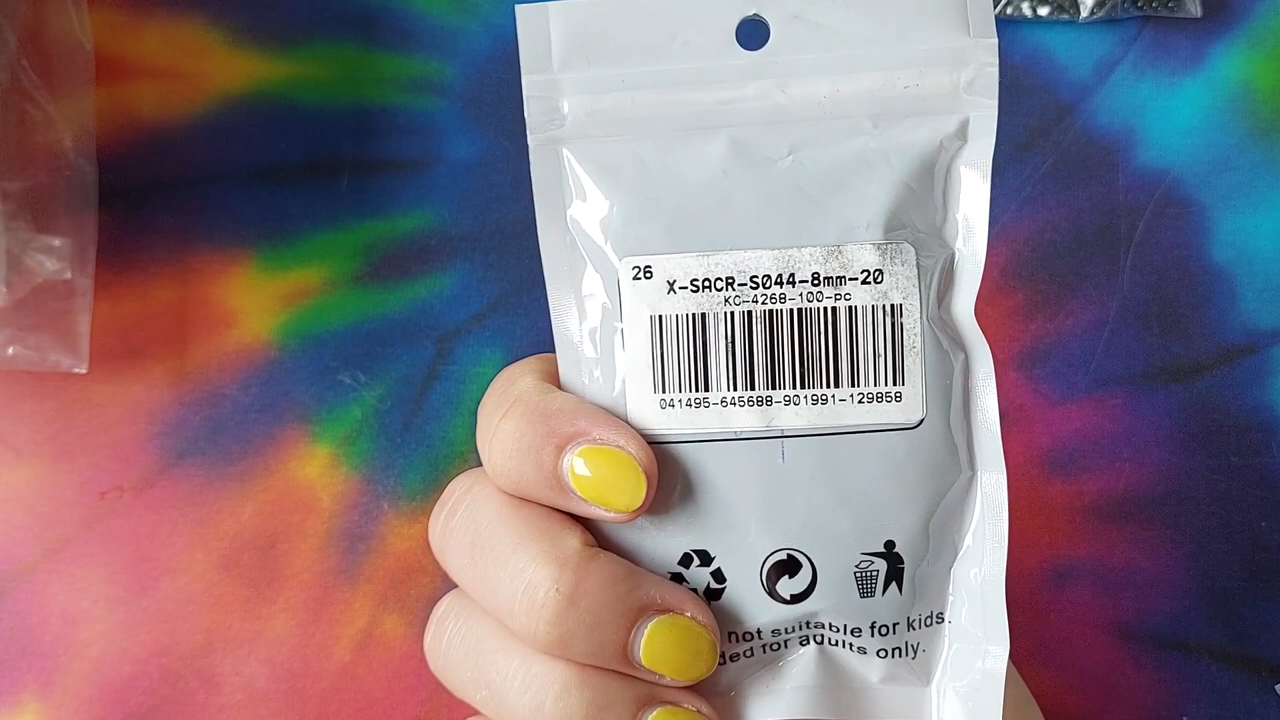 26
X-SACR-S044-8mm-20
KC-4268-100-pc
041495-645688-901991-129858
not suitable for kids.
for adults only.